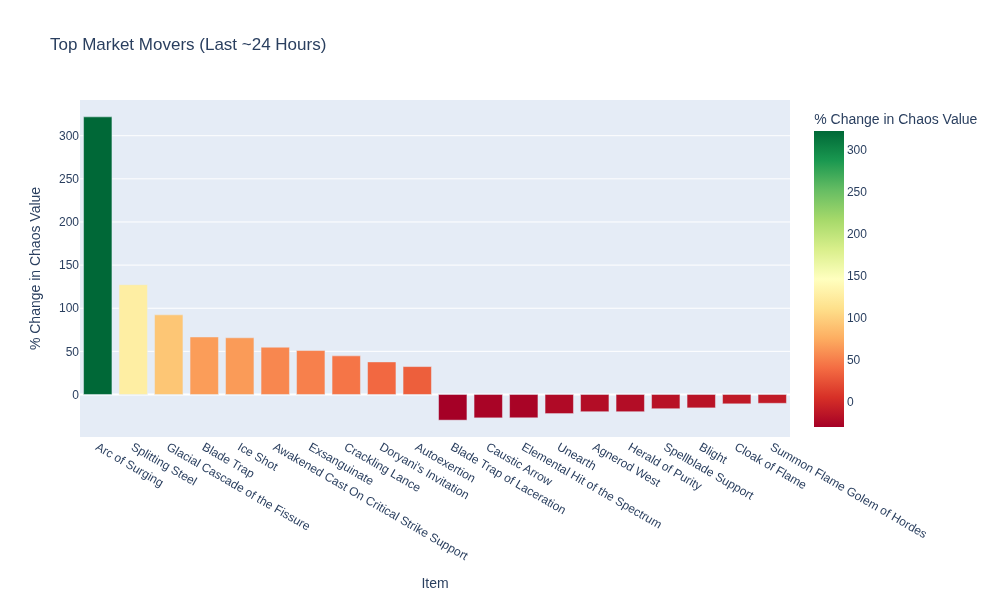 Top Market Movers (Last ~24 Hours)
% Change in Chaos Value
300
250
200
150
100
50
0
Arc of Surging
Splitting Steel
Glacial Cascade of the Fissure
Blade Trap
Ice Shot
Awakened Cast On Critical Strike Support
Exsanguinate
Crackling Lance
Doryani's Invitation
Autoexertion
Blade Trap of Laceration
Caustic Arrow
Elemental Hit of the Spectrum
Unearth
Agnerod West
Herald of Purity
Spellblade Support
Blight
Cloak of Flame
Summon Flame Golem of Hordes
Item
% Change in Chaos Value
300
250
200
150
100
50
0